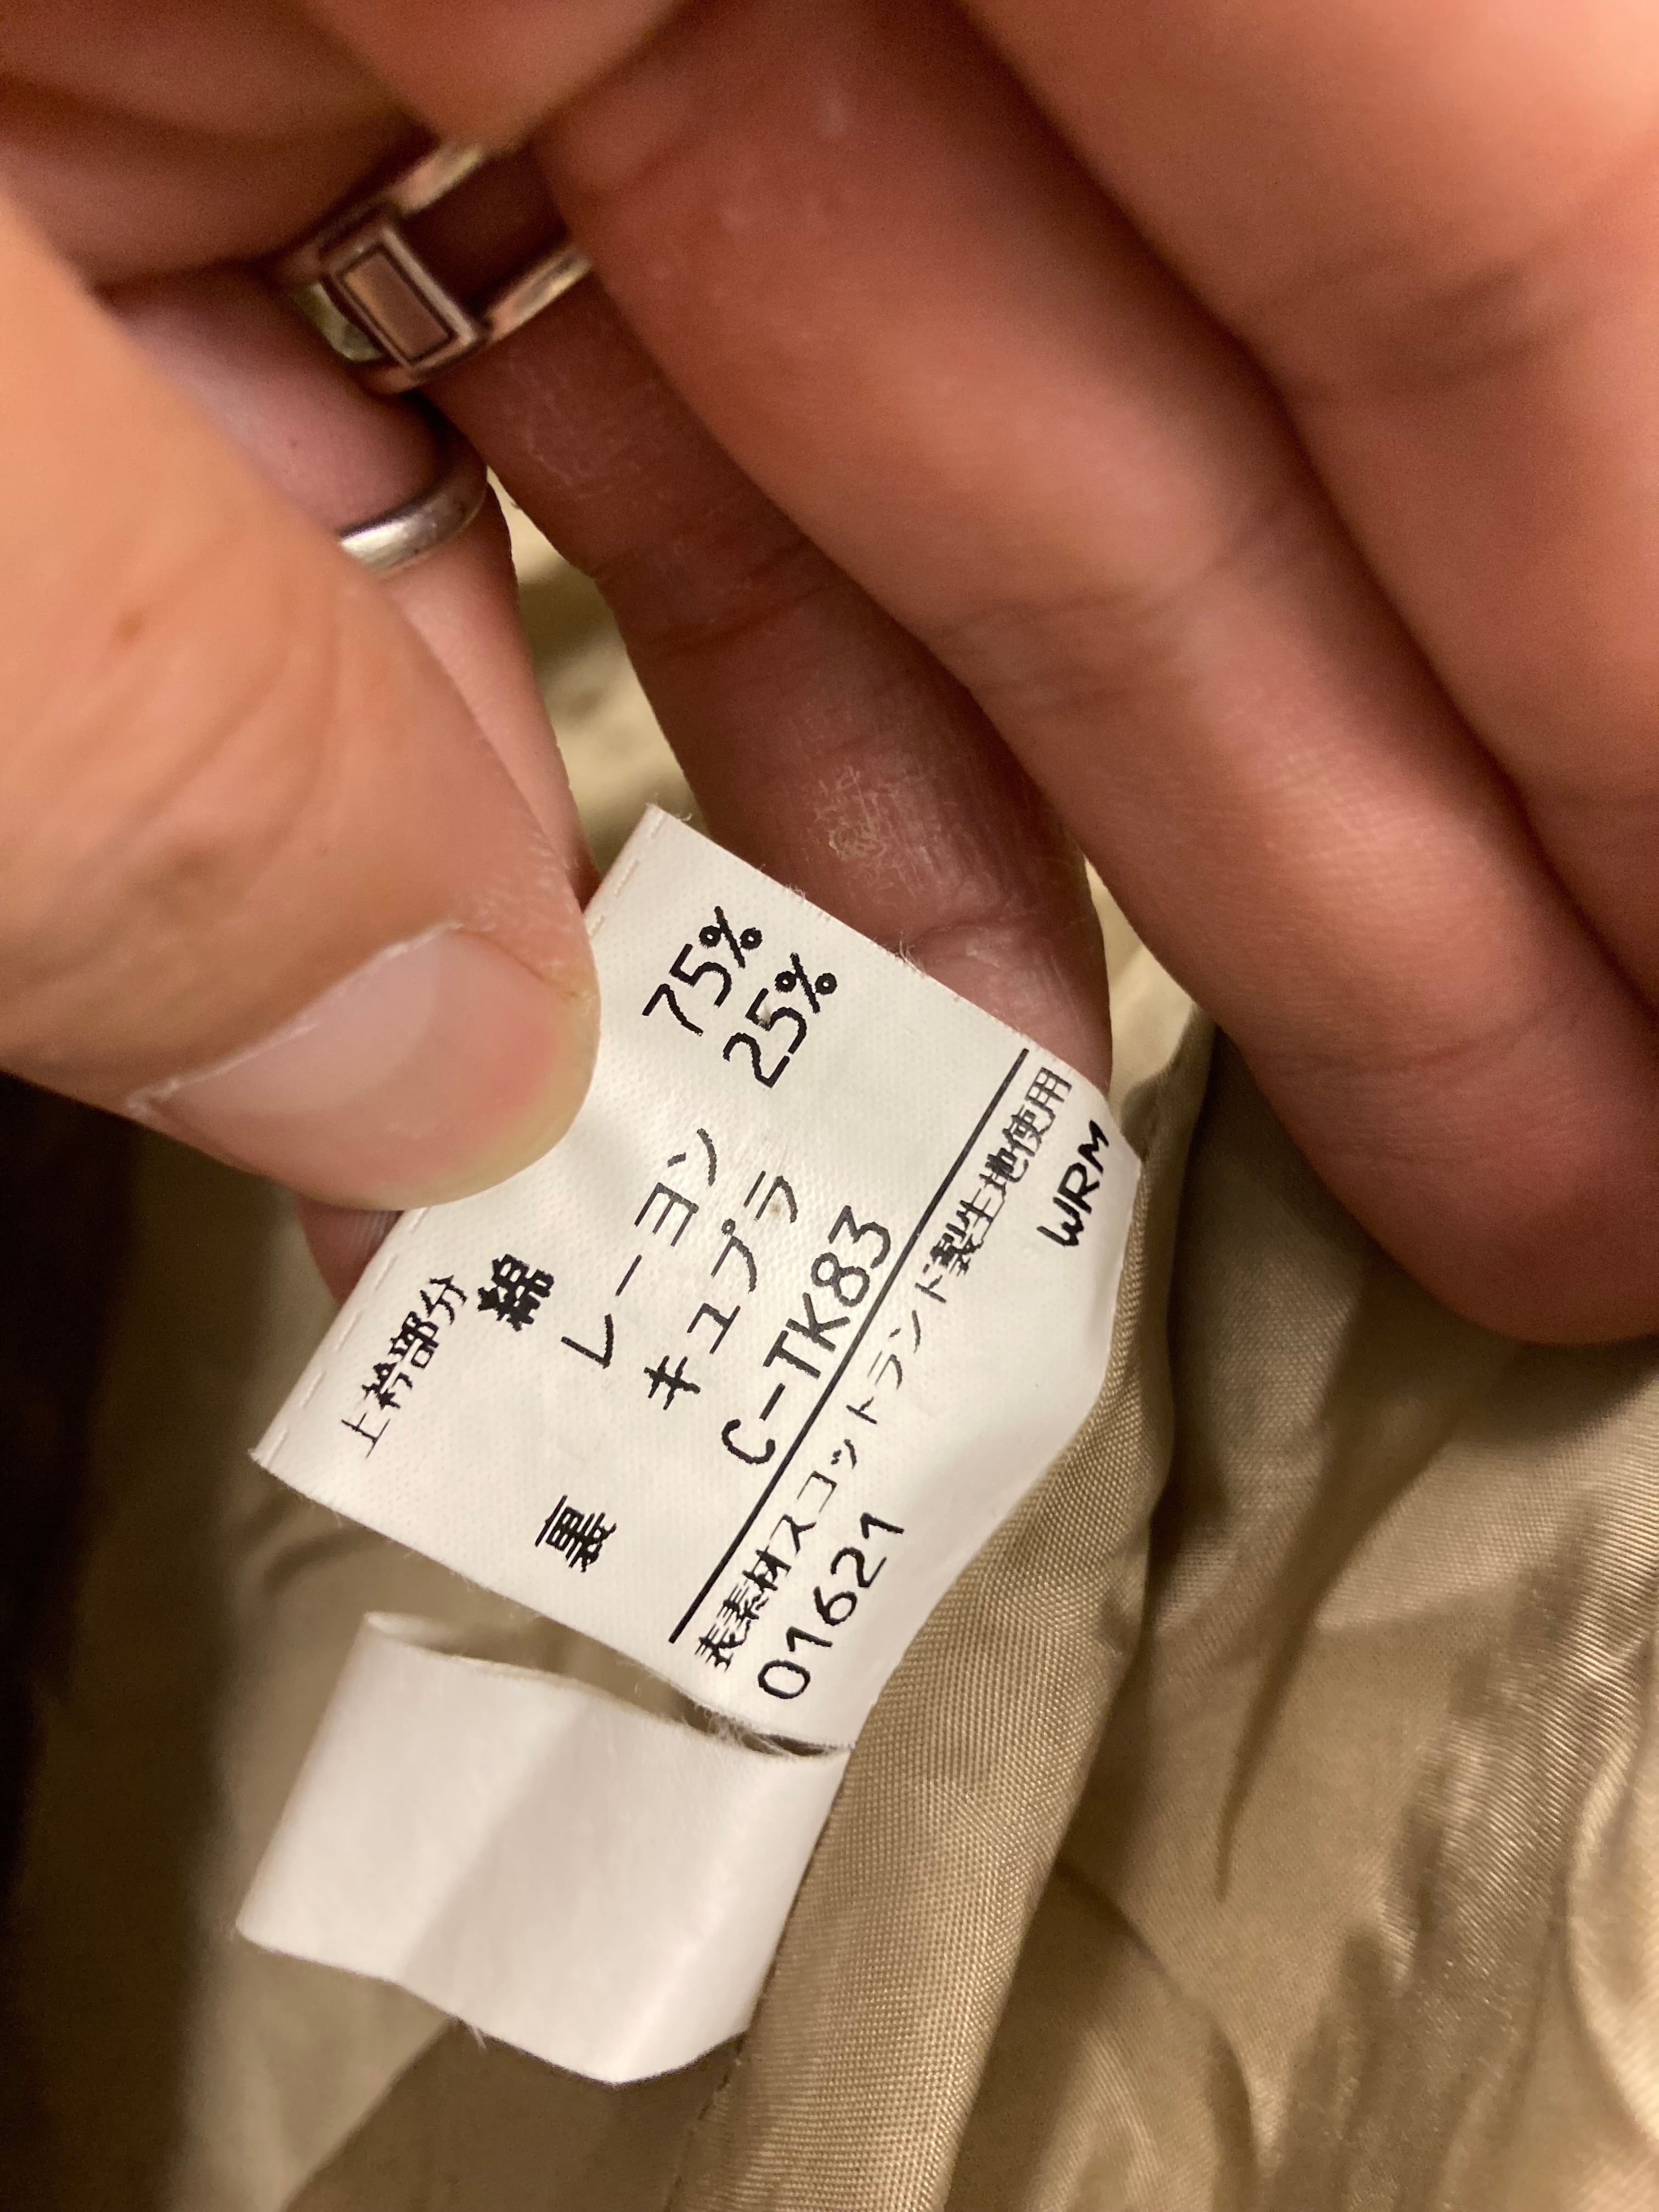 上衿部分
綿
裏 レーヨン 75%
キュプラ 25%
C-TK83
表素材スコットランド製生地使用
01621 WRM